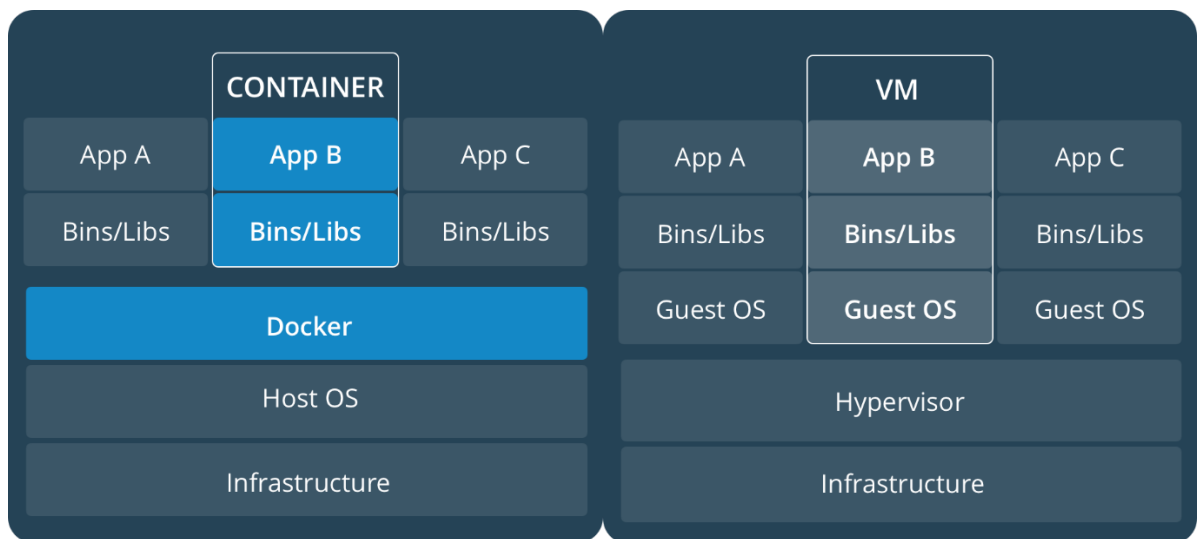 CONTAINER
App A
App B
App C
Bins/Libs
Bins/Libs
Bins/Libs
Docker
Host OS
Infrastructure
VM
App A
App B
App C
Bins/Libs
Bins/Libs
Bins/Libs
Guest OS
Guest OS
Guest OS
Hypervisor
Infrastructure